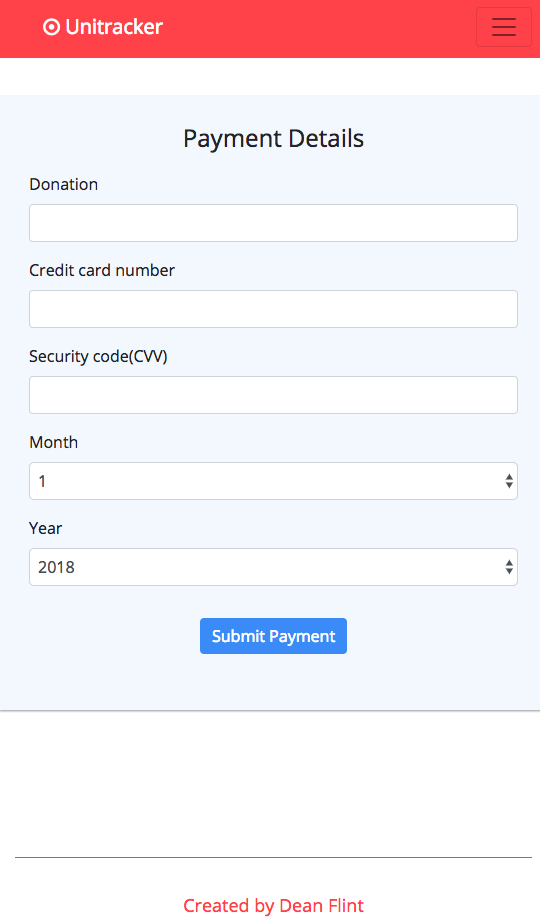 Unitracker
Payment Details
Donation
Credit card number
Security code(CVV)
Month
1
Year
2018
Submit Payment
Created by Dean Flint